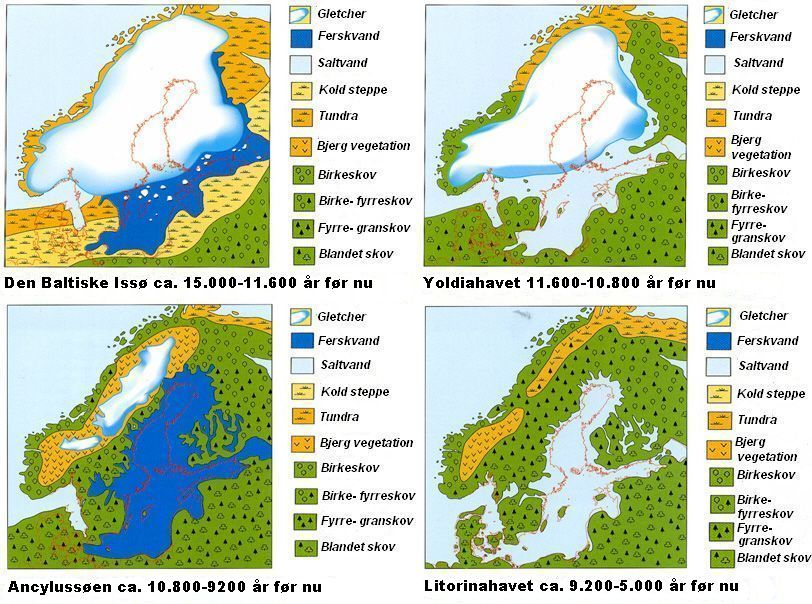 Gletcher
Ferskvand
Saltvand
Kold steppe
Tundra
Bjerg vegetation
Birkeskov
Birke- fyrreskov
Fyrre- granskov
Blandet skov
Den Baltiske Issø ca. 15.000-11.600 år før nu
Gletcher
Ferskvand
Saltvand
Kold steppe
Tundra
Bjerg
vegetation
Birkeskov
Birke-
fyrreskov
Fyrre-
granskov
Blandet skov
Yoldiahavet 11.600-10.800 år før nu
Gletcher
Ferskvand
Saltvand
Kold steppe
Tundra
Bjerg vegetation
Birkeskov
Birke- fyrreskov
Fyrre- granskov
Blandet skov
Ancylussøen ca. 10.800-9200 år før nu
Gletcher
Ferskvand
Saltvand
Kold steppe
Tundra
Bjerg
vegetation
Birkeskov
Birke-
fyrreskov
Fyrre-
granskov
Blandet skov
Litorinahavet ca. 9.200-5.000 år før nu